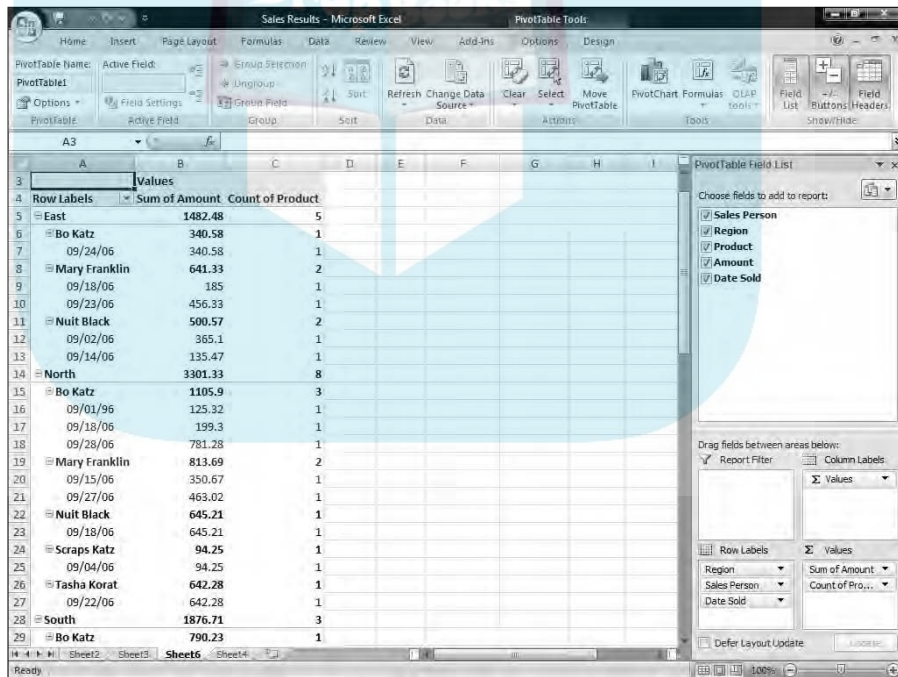 Sales Results - Microsoft Excel PivotTable Tools
Home Insert Page Layout Formulas Data Review View Add-Ins Options Design
PivotTable Name: Active Field: Group Selection
PivotTable1 Ungroup Sort Refresh Change Data Source Clear Select Move PivotTable PivotChart Formulas OLAP tools Field List +/- Buttons Field Headers
Options Field Settings Group Field
PivotTable Active Field Group Sort Data Actions Tools Show/Hide
A3 fx
A B C D E F G H I
3 Values
4 Row Labels Sum of Amount Count of Product
5 East 1482.48 5
6 Bo Katz 340.58 1
7 09/24/06 340.58 1
8 Mary Franklin 641.33 2
9 09/18/06 185 1
10 09/23/06 456.33 1
11 Nuit Black 500.57 2
12 09/02/06 365.1 1
13 09/14/06 135.47 1
14 North 3301.33 8
15 Bo Katz 1105.9 3
16 09/01/96 125.32 1
17 09/18/06 199.3 1
18 09/28/06 781.28 1
19 Mary Franklin 813.69 2
20 09/15/06 350.67 1
21 09/27/06 463.02 1
22 Nuit Black 645.21 1
23 09/18/06 645.21 1
24 Scraps Katz 94.25 1
25 09/04/06 94.25 1
26 Tasha Korat 642.28 1
27 09/22/06 642.28 1
28 South 1876.71 3
29 Bo Katz 790.23 1
Sheet2 Sheet3 Sheet6 Sheet4
Ready 100%
PivotTable Field List
Choose fields to add to report:
Sales Person
Region
Product
Amount
Date Sold
Drag fields between areas below:
Report Filter Column Labels
Σ Values
Row Labels Σ Values
Region Sum of Amount
Sales Person Count of Pro...
Date Sold
Defer Layout Update